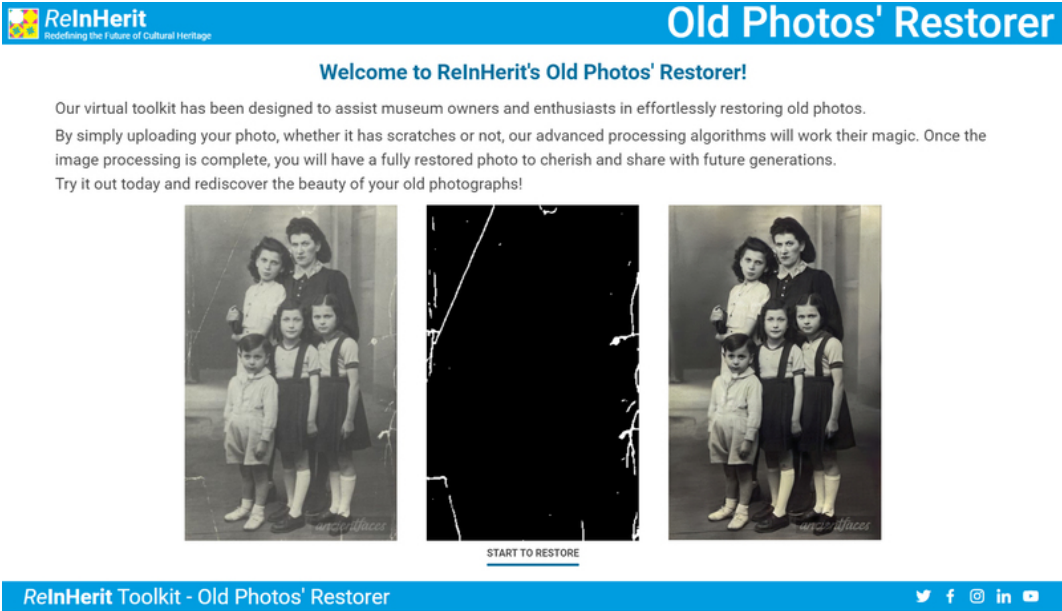 ReInHerit
Redefining the Future of Cultural Heritage
Old Photos' Restorer
Welcome to ReInHerit's Old Photos' Restorer!
Our virtual toolkit has been designed to assist museum owners and enthusiasts in effortlessly restoring old photos.
By simply uploading your photo, whether it has scratches or not, our advanced processing algorithms will work their magic. Once the
image processing is complete, you will have a fully restored photo to cherish and share with future generations.
Try it out today and rediscover the beauty of your old photographs!
ancientfaces
ancientfaces
START TO RESTORE
ReInHerit Toolkit - Old Photos' Restorer